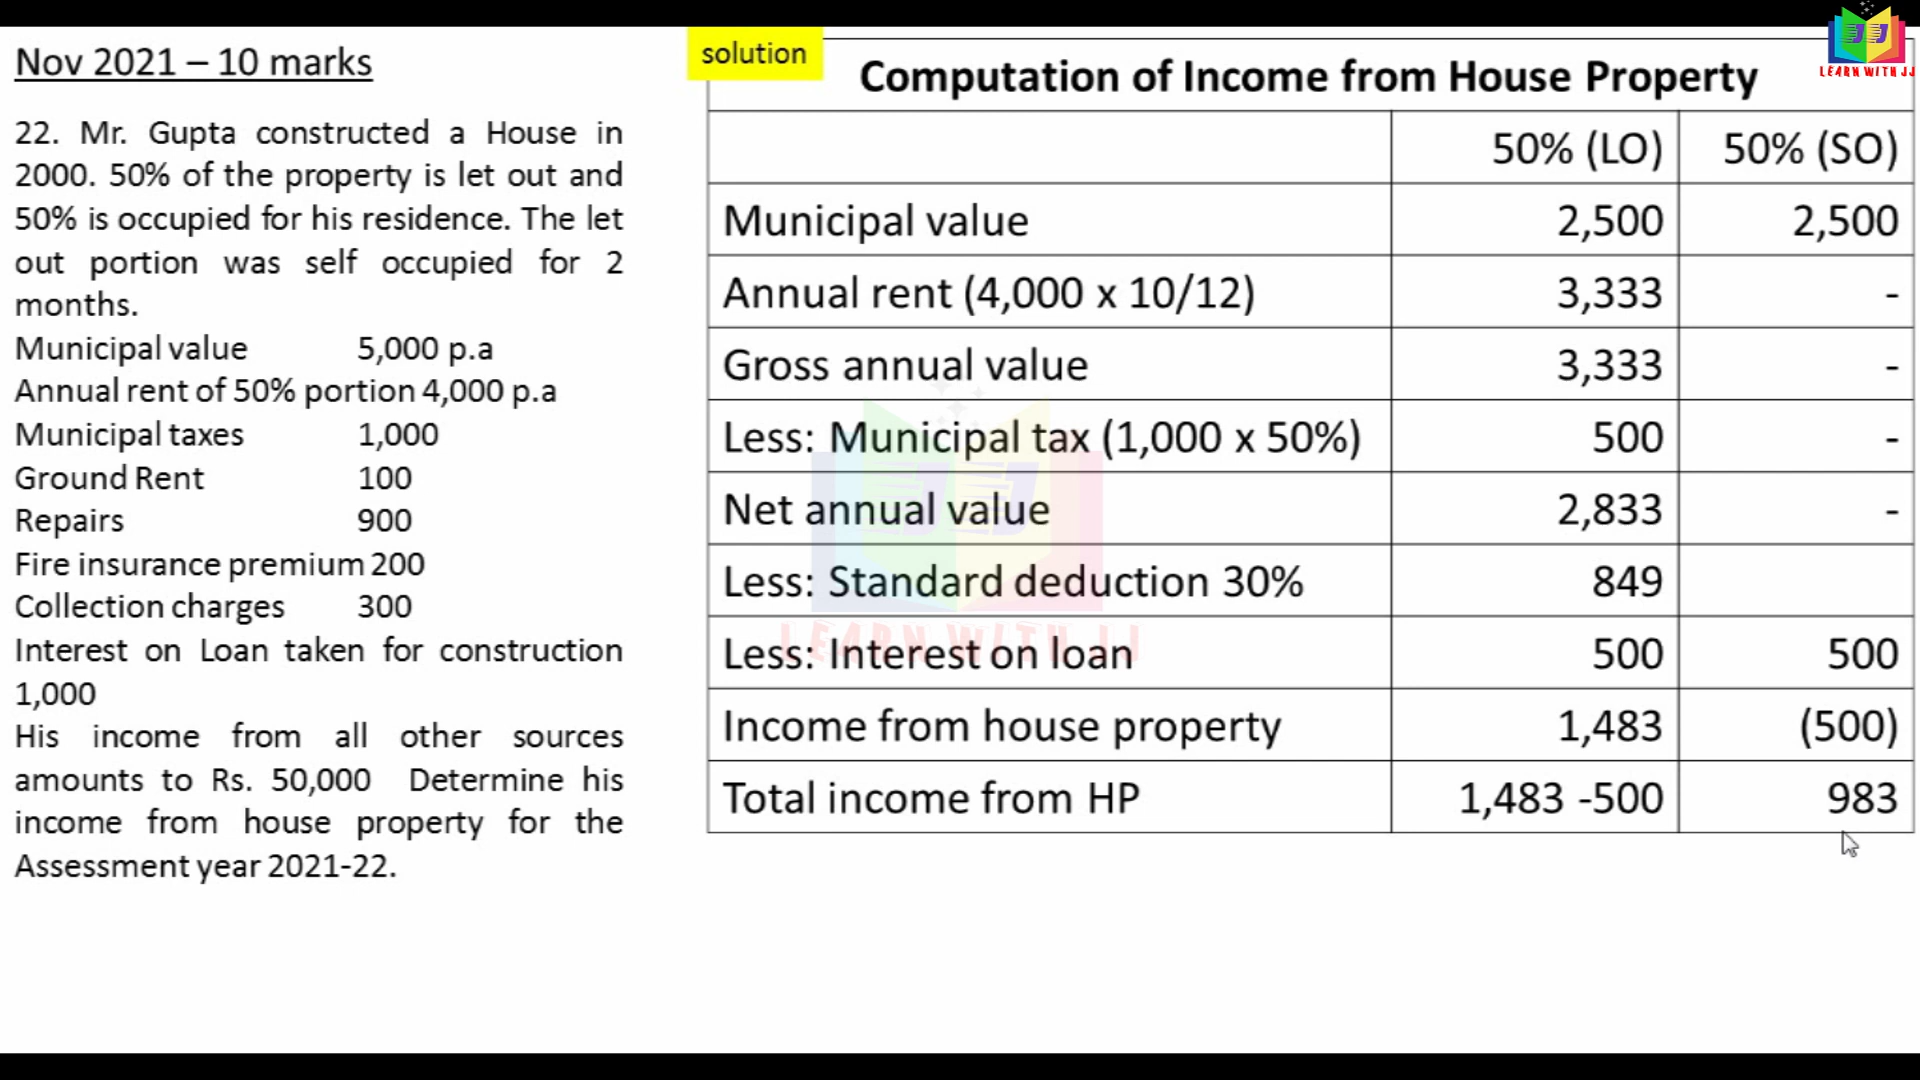 Nov 2021 – 10 marks
22. Mr. Gupta constructed a House in
2000. 50% of the property is let out and
50% is occupied for his residence. The let
out portion was self occupied for 2
months.
Municipal value 5,000 p.a
Annual rent of 50% portion 4,000 p.a
Municipal taxes 1,000
Ground Rent 100
Repairs 900
Fire insurance premium 200
Collection charges 300
Interest on Loan taken for construction
1,000
His income from all other sources
amounts to Rs. 50,000 Determine his
income from house property for the
Assessment year 2021-22.
solution
Computation of Income from House Property
50% (LO) 50% (SO)
Municipal value 2,500 2,500
Annual rent (4,000 x 10/12) 3,333 -
Gross annual value 3,333 -
Less: Municipal tax (1,000 x 50%) 500 -
Net annual value 2,833 -
Less: Standard deduction 30% 849
Less: Interest on loan 500 500
Income from house property 1,483 (500)
Total income from HP 1,483 -500 983
JJ
LEARN WITH JJ
JJ
LEARN WITH JJ